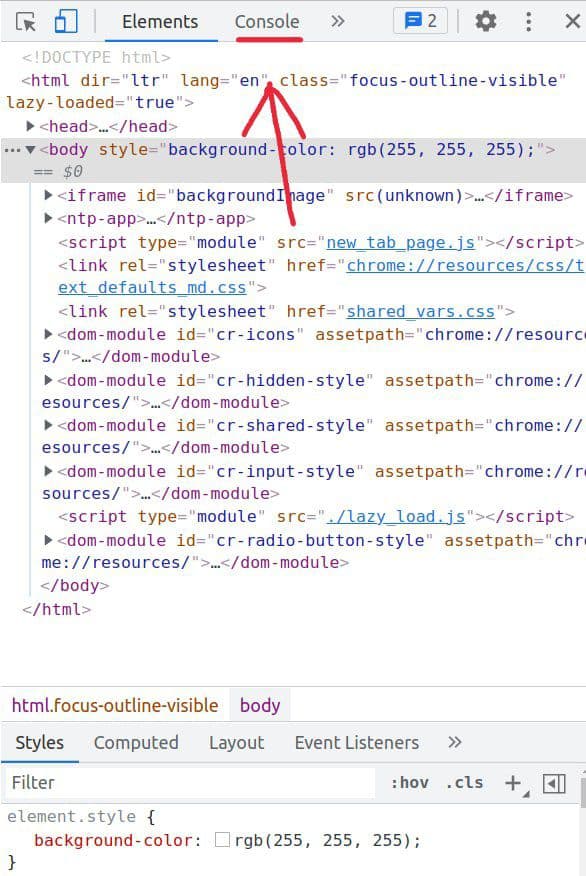 Elements Console » 2
<!DOCTYPE html>
<html dir="ltr" lang="en" class="focus-outline-visible"
lazy-loaded="true">
<head>…</head>
<body style="background-color: rgb(255, 255, 255);">
== $0
<iframe id="backgroundImage" src(unknown)>…</iframe>
<ntp-app>…</ntp-app>
<script type="module" src="new_tab_page.js"></script>
<link rel="stylesheet" href="chrome://resources/css/t
ext_defaults_md.css">
<link rel="stylesheet" href="shared_vars.css">
<dom-module id="cr-icons" assetpath="chrome://resourc
s/">…</dom-module>
<dom-module id="cr-hidden-style" assetpath="chrome://
esources/">…</dom-module>
<dom-module id="cr-shared-style" assetpath="chrome://
esources/">…</dom-module>
<dom-module id="cr-input-style" assetpath="chrome://r
sources/">…</dom-module>
<script type="module" src="./lazy_load.js"></script>
<dom-module id="cr-radio-button-style" assetpath="chr
me://resources/">…</dom-module>
</body>
</html>
html.focus-outline-visible body
Styles Computed Layout Event Listeners »
Filter :hov .cls +
element.style {
background-color: rgb(255, 255, 255);
}